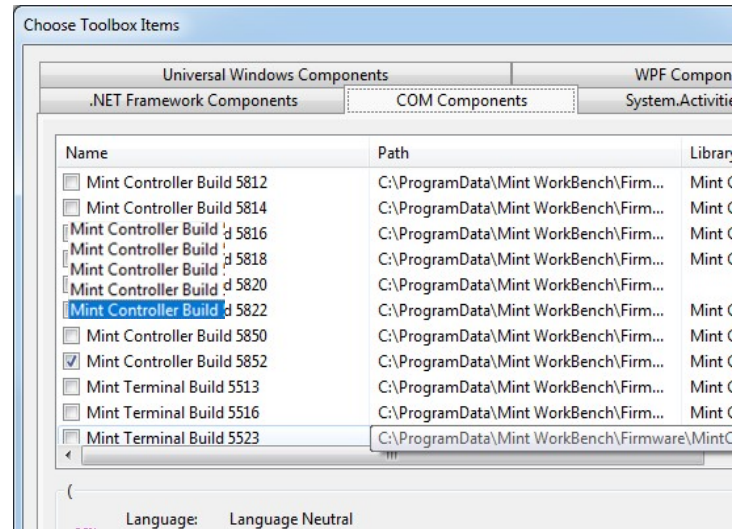 Choose Toolbox Items
Universal Windows Components WPF Compon
.NET Framework Components COM Components System.Activitie
Name Path Library
Mint Controller Build 5812 C:\ProgramData\Mint WorkBench\Firm... Mint C
Mint Controller Build 5814 C:\ProgramData\Mint WorkBench\Firm... Mint C
Mint Controller Build d 5816 C:\ProgramData\Mint WorkBench\Firm... Mint C
Mint Controller Build d 5818 C:\ProgramData\Mint WorkBench\Firm... Mint C
Mint Controller Build
Mint Controller Build d 5820 C:\ProgramData\Mint WorkBench\Firm...
Mint Controller Build d 5822 C:\ProgramData\Mint WorkBench\Firm... Mint C
Mint Controller Build 5850 C:\ProgramData\Mint WorkBench\Firm... Mint C
Mint Controller Build 5852 C:\ProgramData\Mint WorkBench\Firm... Mint C
Mint Terminal Build 5513 C:\ProgramData\Mint WorkBench\Firm... Mint C
Mint Terminal Build 5516 C:\ProgramData\Mint WorkBench\Firm... Mint C
Mint Terminal Build 5523 C:\ProgramData\Mint WorkBench\Firmware\MintC
(
Language: Language Neutral